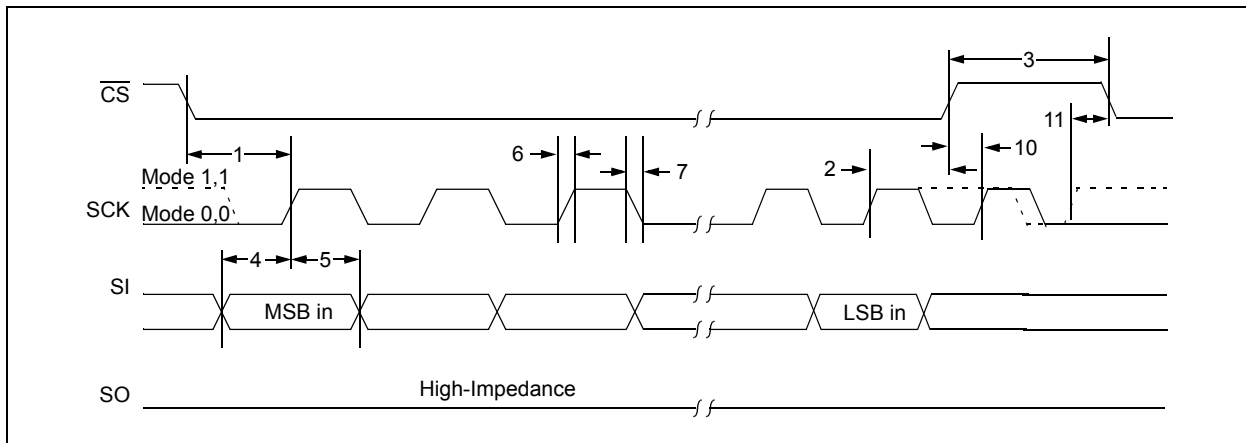 3
CS
11
1
6
7
2
10
Mode 1,1
SCK
Mode 0,0
4
5
SI
MSB in
LSB in
SO
High-Impedance